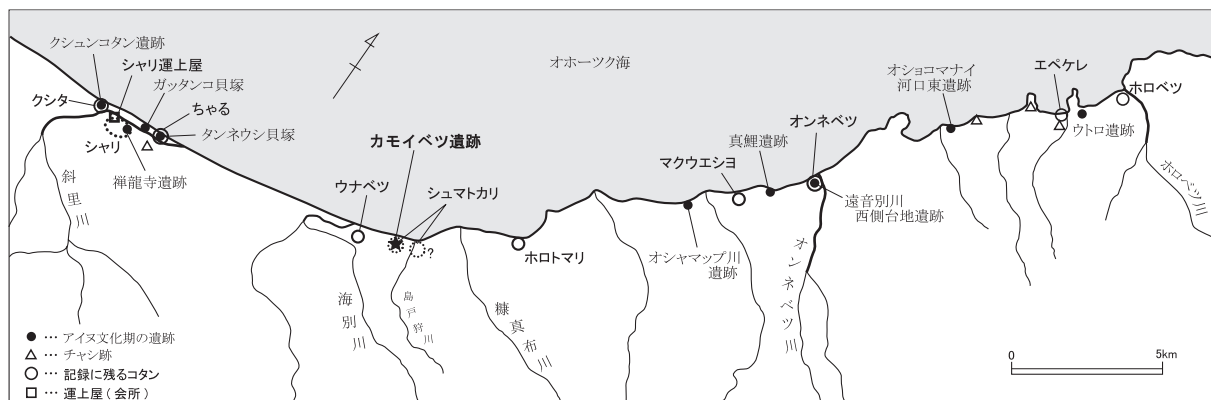 クシュンコタン遺跡
シャリ運上屋
ガッタンコ貝塚
クシタ
ちゃる
タンネウシ貝塚
シャリ
禅龍寺遺跡
斜里川
オホーツク海
カモイベツ遺跡
ウナベツ
シュマトカリ
?
海別川
島戸狩川
ホロトマリ
糠真布川
オシャマップ川
遺跡
マクウエシヨ
真鯉遺跡
オンネベツ
遠音別川
西側台地遺跡
オンネベツ川
オショコマナイ
河口東遺跡
エペケレ
ウトロ遺跡
ホロベツ
ホロベツ川
●…アイヌ文化期の遺跡
△…チャシ跡
○…記録に残るコタン
□…運上屋(会所)
0 5km